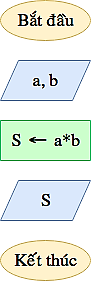 Bắt đầu
a, b
S ← a*b
S
Kết thúc